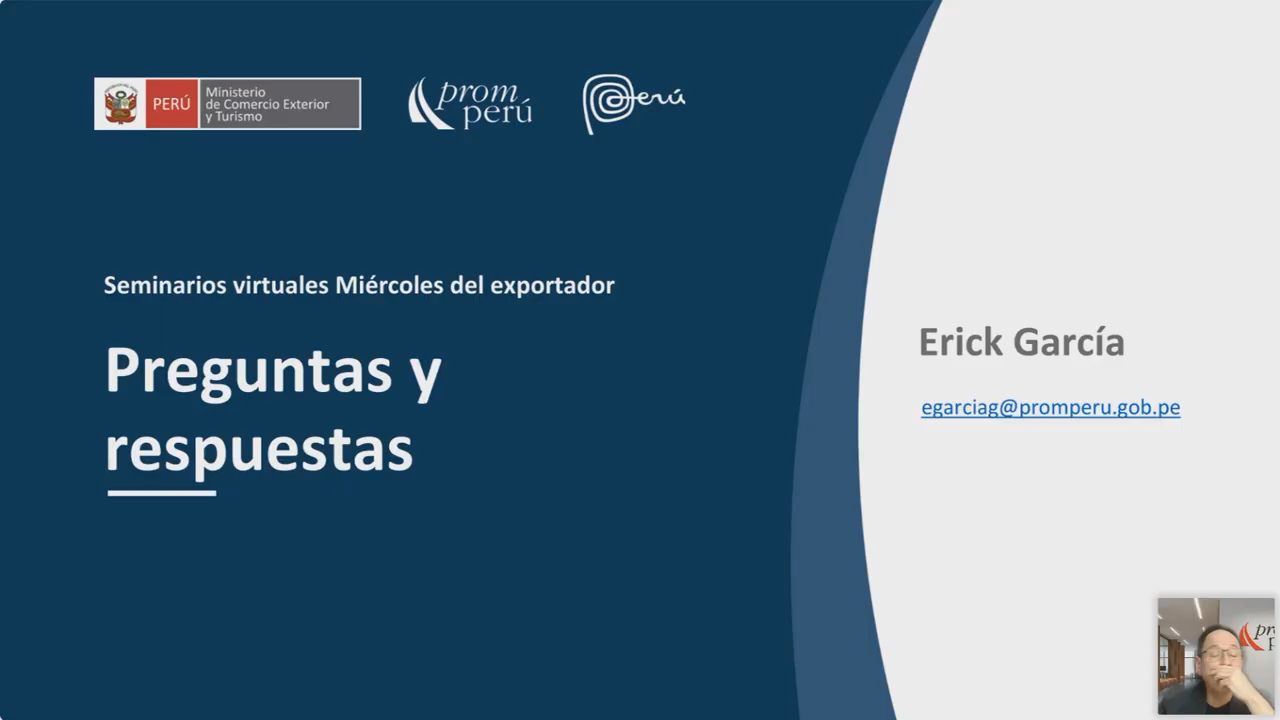 PERÚ
Ministerio
de Comercio Exterior
y Turismo
prom
perú
Perú
Seminarios virtuales Miércoles del exportador
Preguntas y
respuestas
Erick García
egarciag@promperu.gob.pe